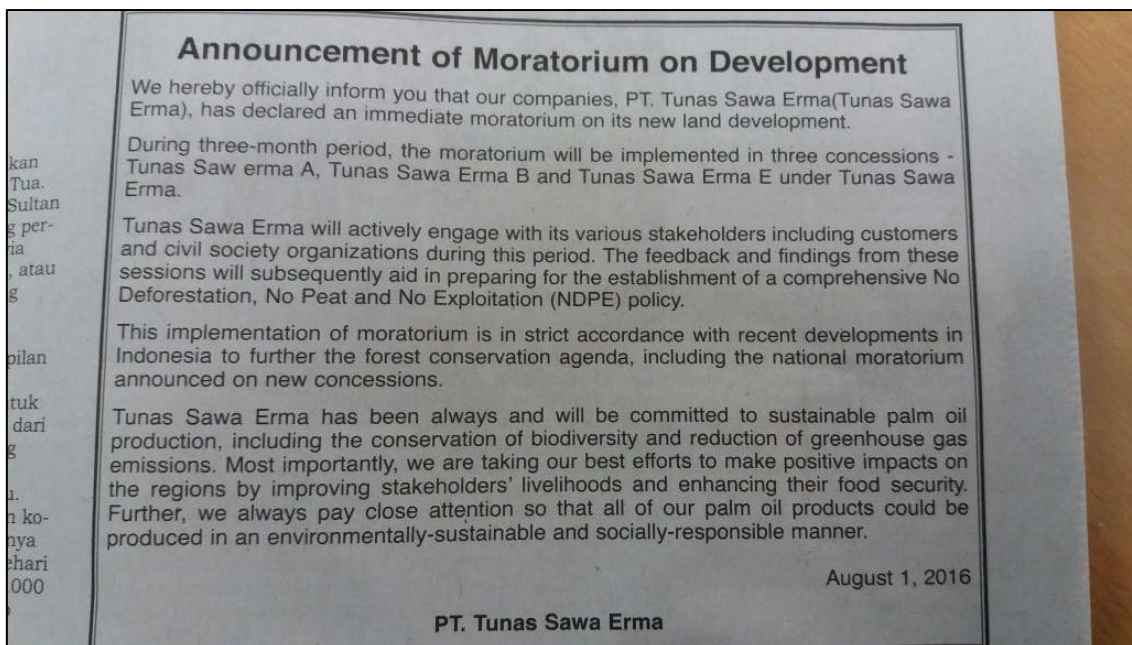 Announcement of Moratorium on Development
We hereby officially inform you that our companies, PT. Tunas Sawa Erma(Tunas Sawa
Erma), has declared an immediate moratorium on its new land development.
During three-month period, the moratorium will be implemented in three concessions -
Tunas Saw erma A, Tunas Sawa Erma B and Tunas Sawa Erma E under Tunas Sawa
Erma.
Tunas Sawa Erma will actively engage with its various stakeholders including customers
and civil society organizations during this period. The feedback and findings from these
sessions will subsequently aid in preparing for the establishment of a comprehensive No
Deforestation, No Peat and No Exploitation (NDPE) policy.
This implementation of moratorium is in strict accordance with recent developments in
Indonesia to further the forest conservation agenda, including the national moratorium
announced on new concessions.
Tunas Sawa Erma has been always and will be committed to sustainable palm oil
production, including the conservation of biodiversity and reduction of greenhouse gas
emissions. Most importantly, we are taking our best efforts to make positive impacts on
the regions by improving stakeholders' livelihoods and enhancing their food security.
Further, we always pay close attention so that all of our palm oil products could be
produced in an environmentally-sustainable and socially-responsible manner.
August 1, 2016
PT. Tunas Sawa Erma
kan
Tua.
Sultan
g per-
ria
, atau
g
pilan
tuk
dari
g
u.
n ko-
nya
ehari
.000